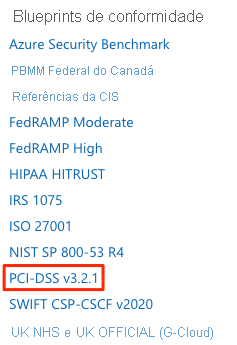 Blueprints de conformidade
Azure Security Benchmark
PBMM Federal do Canadá
Referências da CIS
FedRAMP Moderate
FedRAMP High
HIPAA HITRUST
IRS 1075
ISO 27001
NIST SP 800-53 R4
PCI-DSS v3.2.1
SWIFT CSP-CSCF v2020
UK NHS e UK OFFICIAL (G-Cloud)